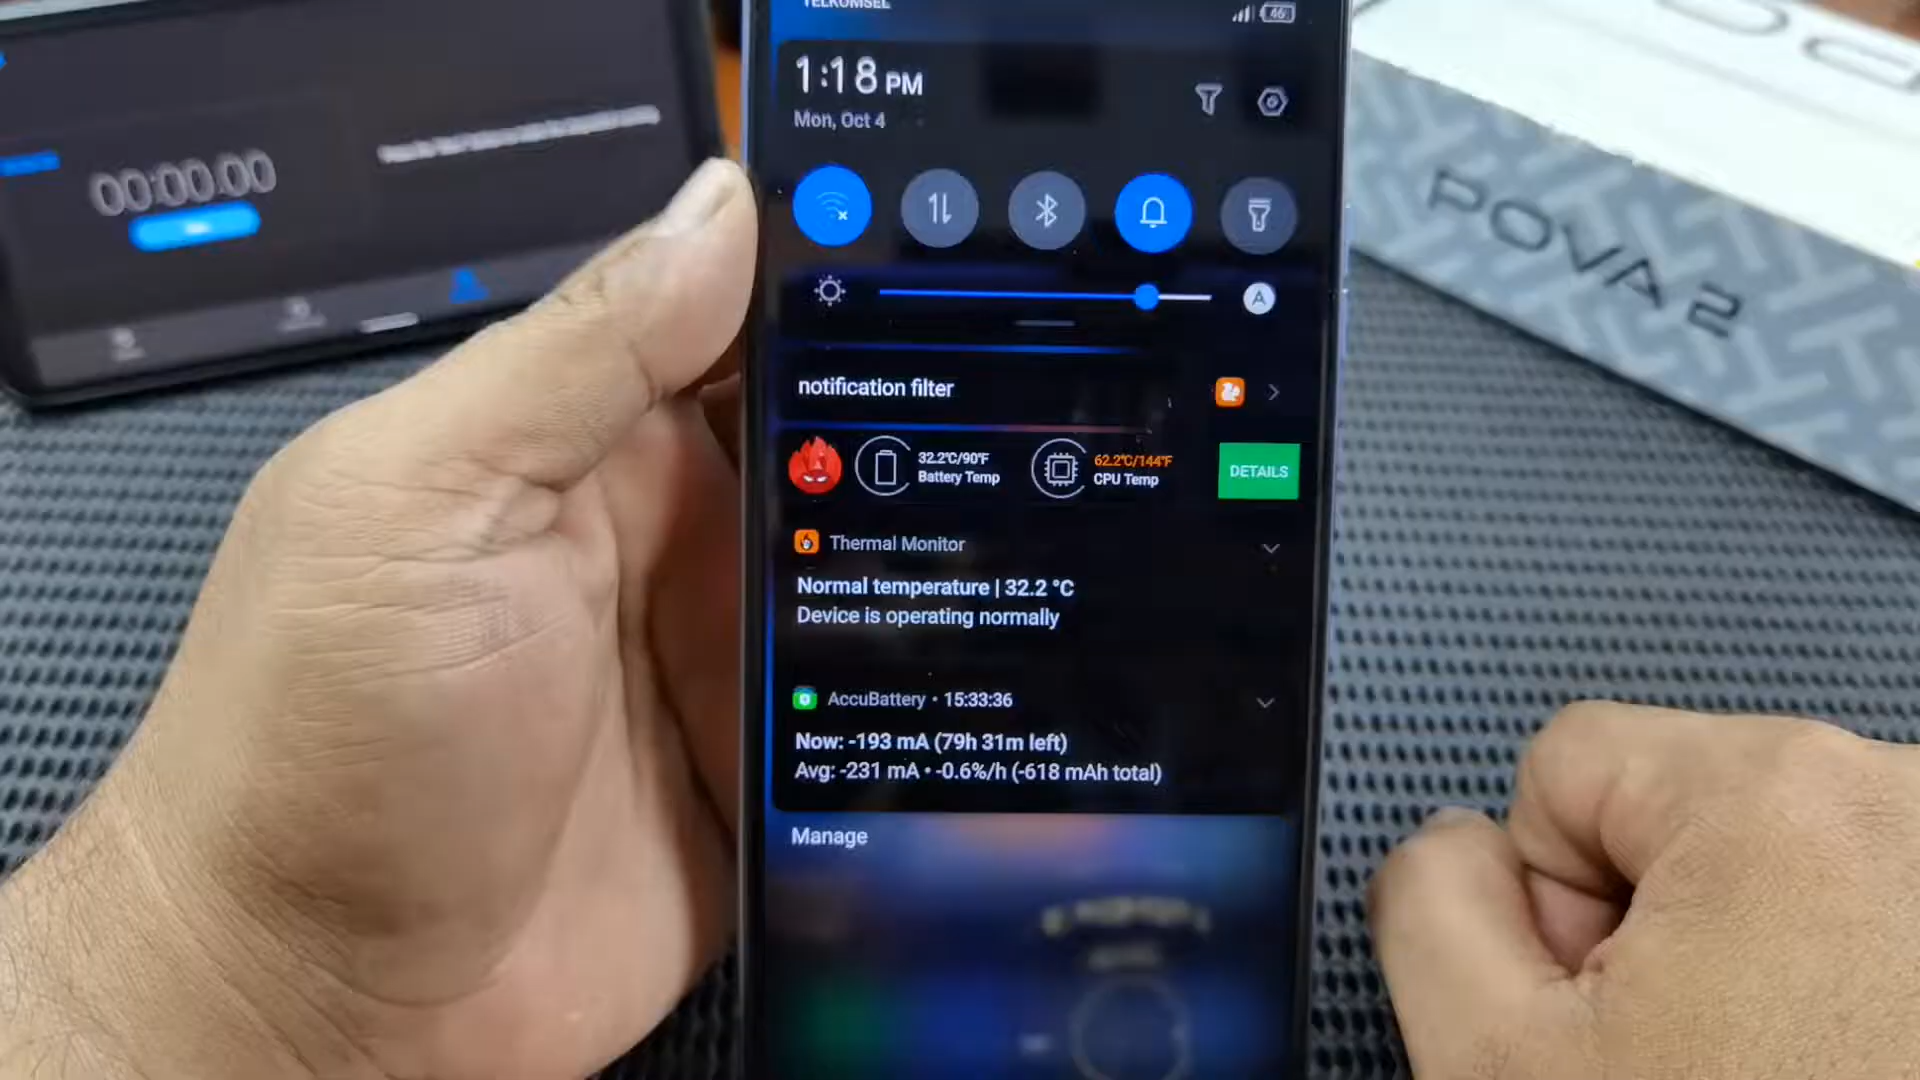 TELKOMSEL
46
1:18 PM
Mon, Oct 4
A
notification filter
32.2°C/90°F
Battery Temp
62.2°C/144°F
CPU Temp
DETAILS
Thermal Monitor
Normal temperature | 32.2 °C
Device is operating normally
AccuBattery • 15:33:36
Now: -193 mA (79h 31m left)
Avg: -231 mA • -0.6%/h (-618 mAh total)
Manage
00:00.00
POVA 2